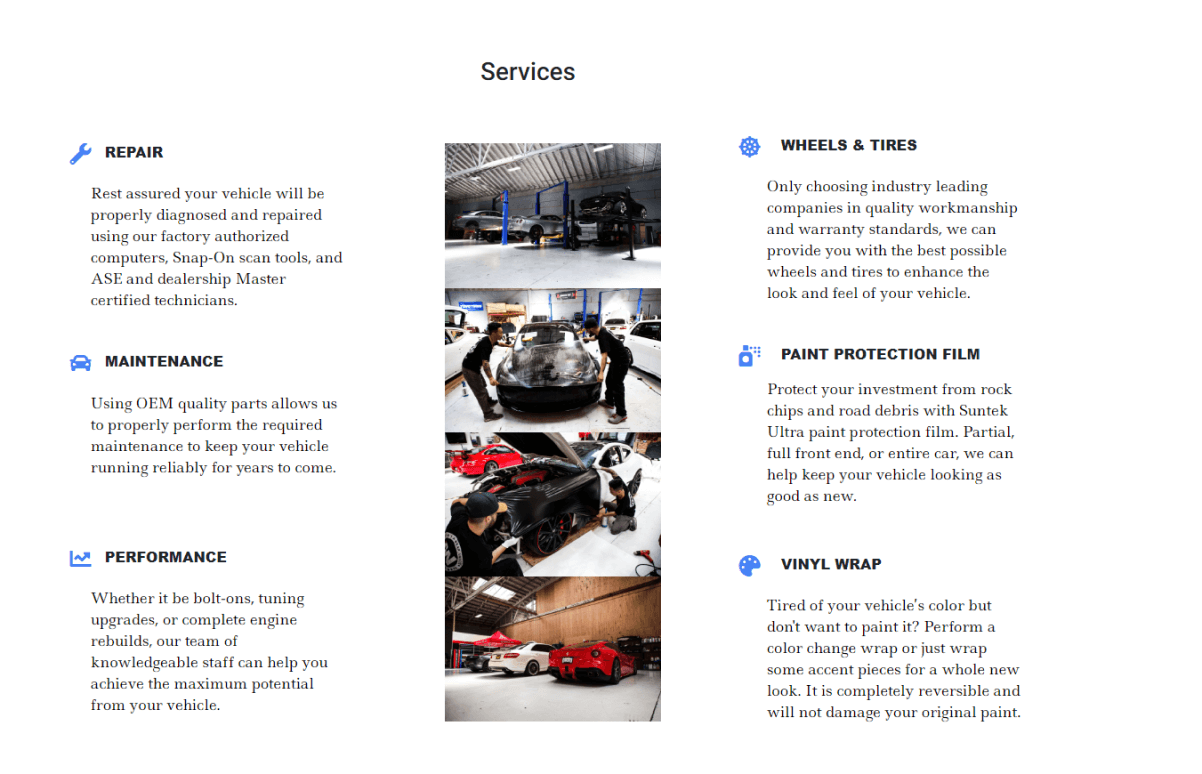 Services
REPAIR
Rest assured your vehicle will be
properly diagnosed and repaired
using our factory authorized
computers, Snap-On scan tools, and
ASE and dealership Master
certified technicians.
MAINTENANCE
Using OEM quality parts allows us
to properly perform the required
maintenance to keep your vehicle
running reliably for years to come.
PERFORMANCE
Whether it be bolt-ons, tuning
upgrades, or complete engine
rebuilds, our team of
knowledgeable staff can help you
achieve the maximum potential
from your vehicle.
WHEELS & TIRES
Only choosing industry leading
companies in quality workmanship
and warranty standards, we can
provide you with the best possible
wheels and tires to enhance the
look and feel of your vehicle.
PAINT PROTECTION FILM
Protect your investment from rock
chips and road debris with Suntek
Ultra paint protection film. Partial,
full front end, or entire car, we can
help keep your vehicle looking as
good as new.
VINYL WRAP
Tired of your vehicle's color but
don't want to paint it? Perform a
color change wrap or just wrap
some accent pieces for a whole new
look. It is completely reversible and
will not damage your original paint.